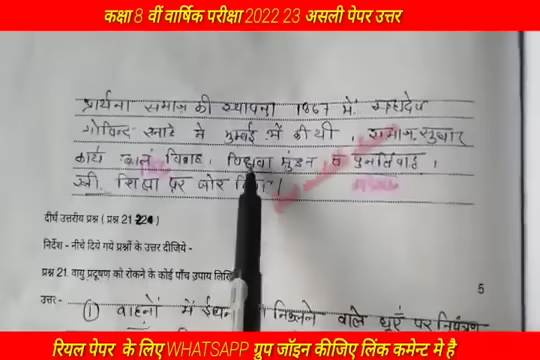 कक्षा 8 वीं वार्षिक परीक्षा 2022 23 असली पेपर उत्तर
प्रार्थना समाज की स्थापना 1867 में महादेव
गोविन्द रानाडे ने मुम्बई में की थी समाज सुधार
कार्य बाल विवाह, विधवा मुंडन व पुनर्विवाह,
स्त्री शिक्षा पर जोर
दीर्घ उत्तरीय प्रश्न ( प्रश्न 21 22 )
निर्देश - नीचे दिये गये प्रश्नों के उत्तर दीजिये -
5
प्रश्न 21. वायु प्रदूषण को रोकने के कोई पाँच उपाय
उत्तर- ① वाहनों में ईंधन निकलने वाले धूएँ पर नियंत्रण
रियल पेपर के लिए WHATSAPP ग्रुप जॉइन कीजिए लिंक कमेन्ट मे है